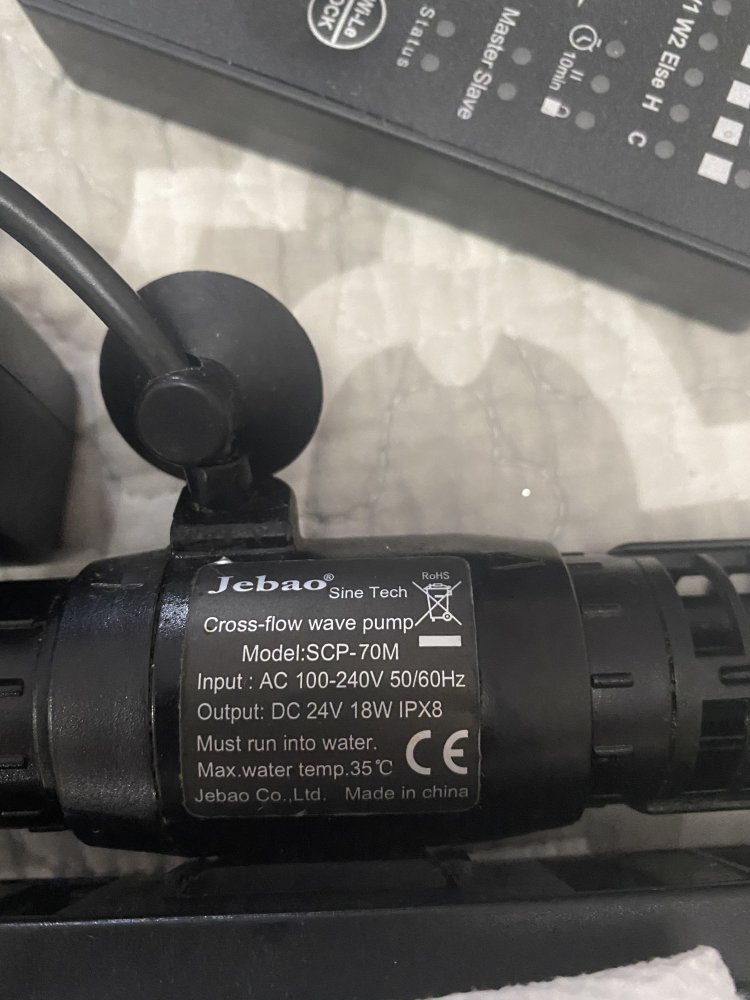 Status
Master Slave
10min
W2 Else H C
Jebao® Sine Tech
RoHS
Cross-flow wave pump
Model:SCP-70M
Input : AC 100-240V 50/60Hz
Output: DC 24V 18W IPX8
Must run into water.
Max.water temp.35℃
CE
Jebao Co.,Ltd. Made in china